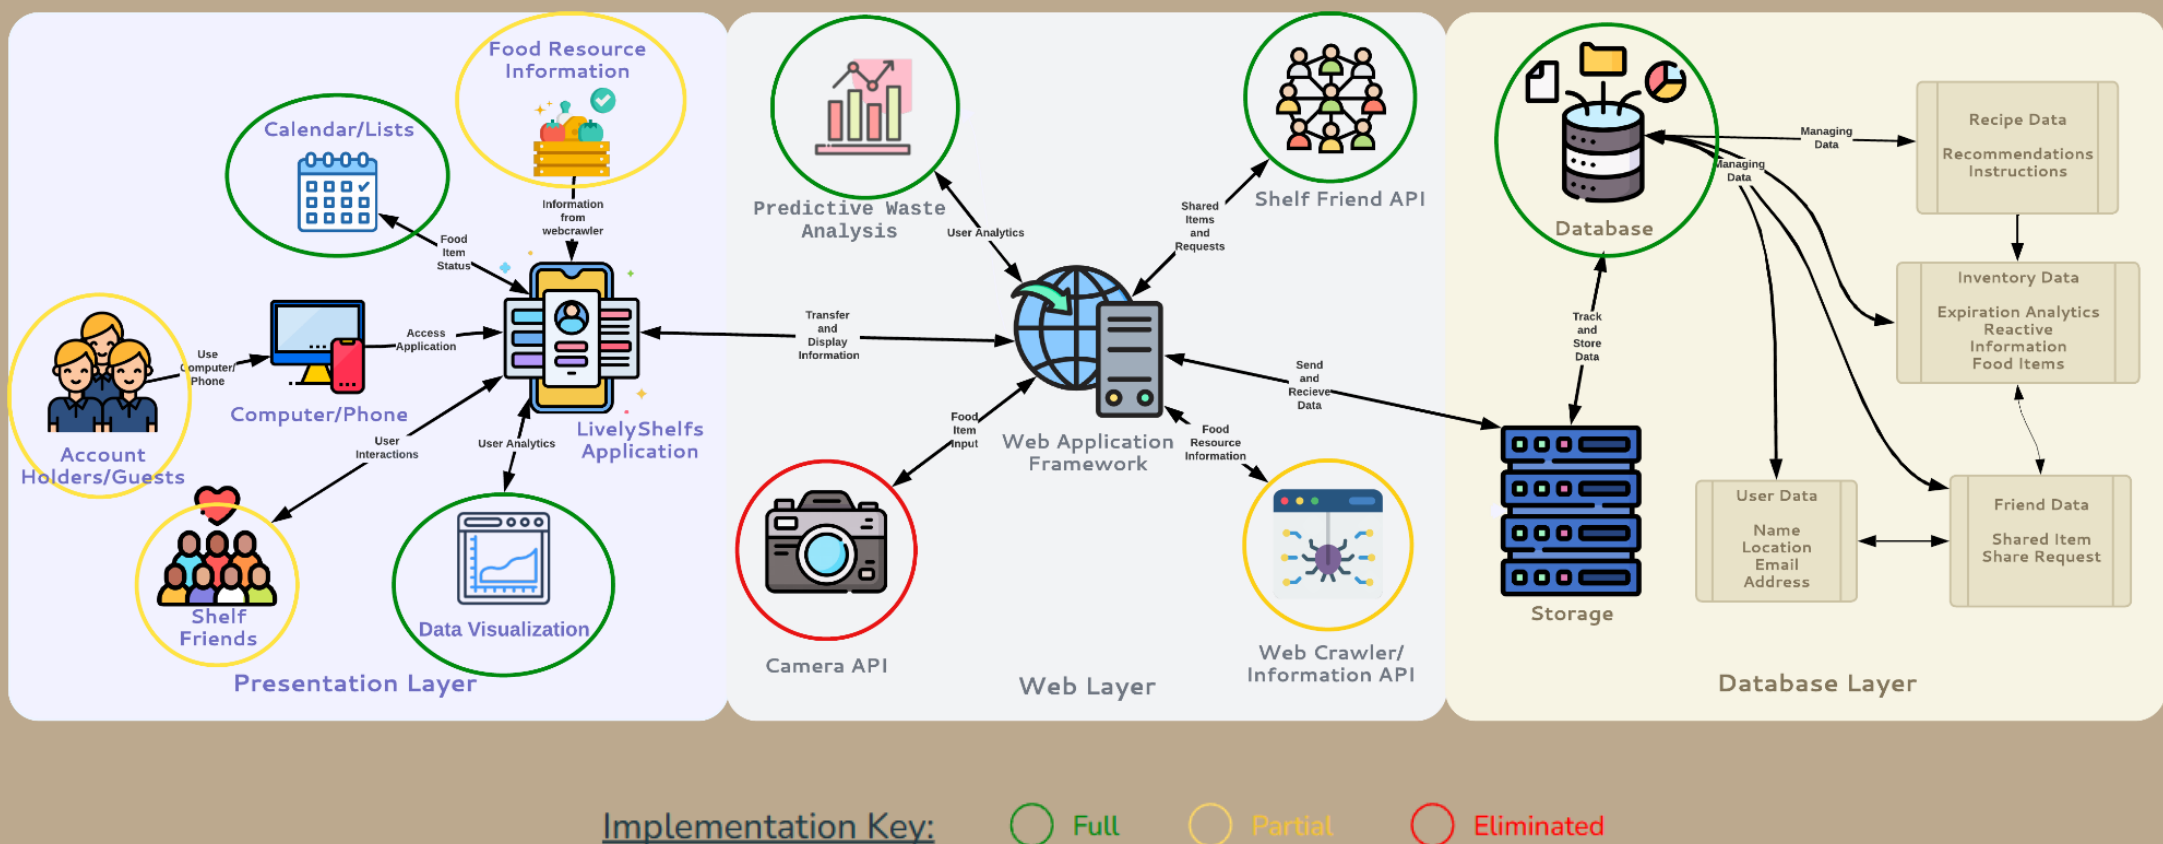 Food Resource
Information
Calendar/Lists
Information
from
webcrawler
Food
Item
Status
Use
Computer/
Phone
Access
Application
Computer/Phone
Account
Holders/Guests
User
Interactions
User Analytics
LivelyShelfs
Application
Shelf
Friends
Data Visualization
Presentation Layer
Predictive Waste
Analysis
User Analytics
Shared
Items
and
Requests
Shelf Friend API
Transfer
and
Display
Information
Food
Item
Input
Web Application
Framework
Food
Resource
Information
Send
and
Recieve
Data
Camera API
Web Crawler/
Information API
Web Layer
Database
Managing
Data
Managing
Data
Track
and
Store
Data
Storage
Recipe Data
Recommendations
Instructions
Inventory Data
Expiration Analytics
Reactive
Information
Food Items
User Data
Name
Location
Email
Address
Friend Data
Shared Item
Share Request
Database Layer
Implementation Key:
Full
Partial
Eliminated